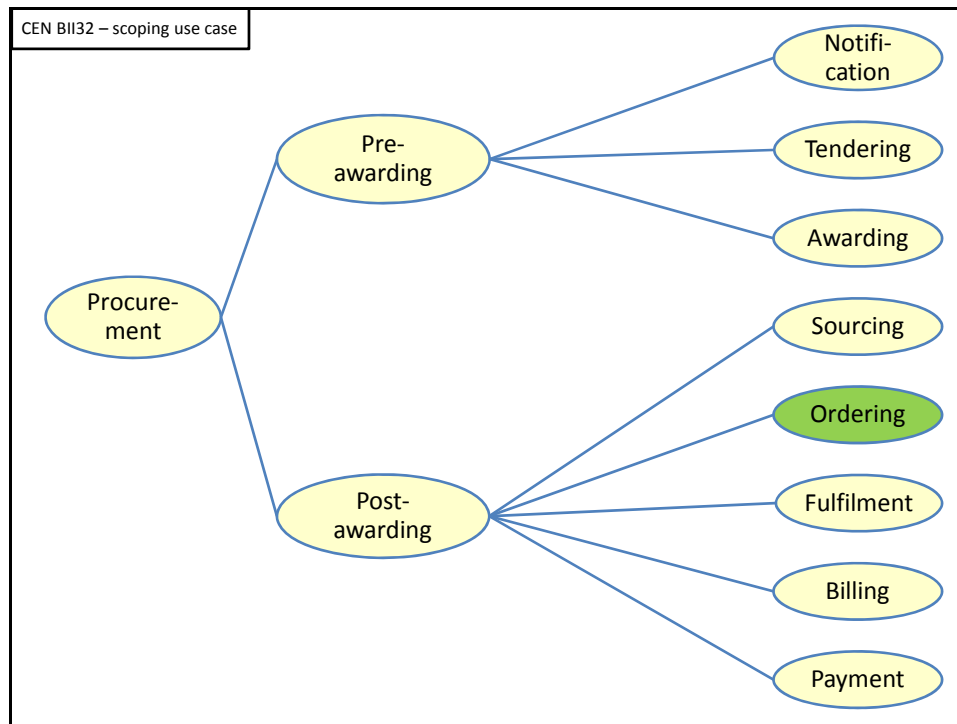 CEN BII32 – scoping use case
Notifi-
cation
Pre-
awarding
Tendering
Awarding
Procure-
ment
Sourcing
Ordering
Post-
awarding
Fulfilment
Billing
Payment